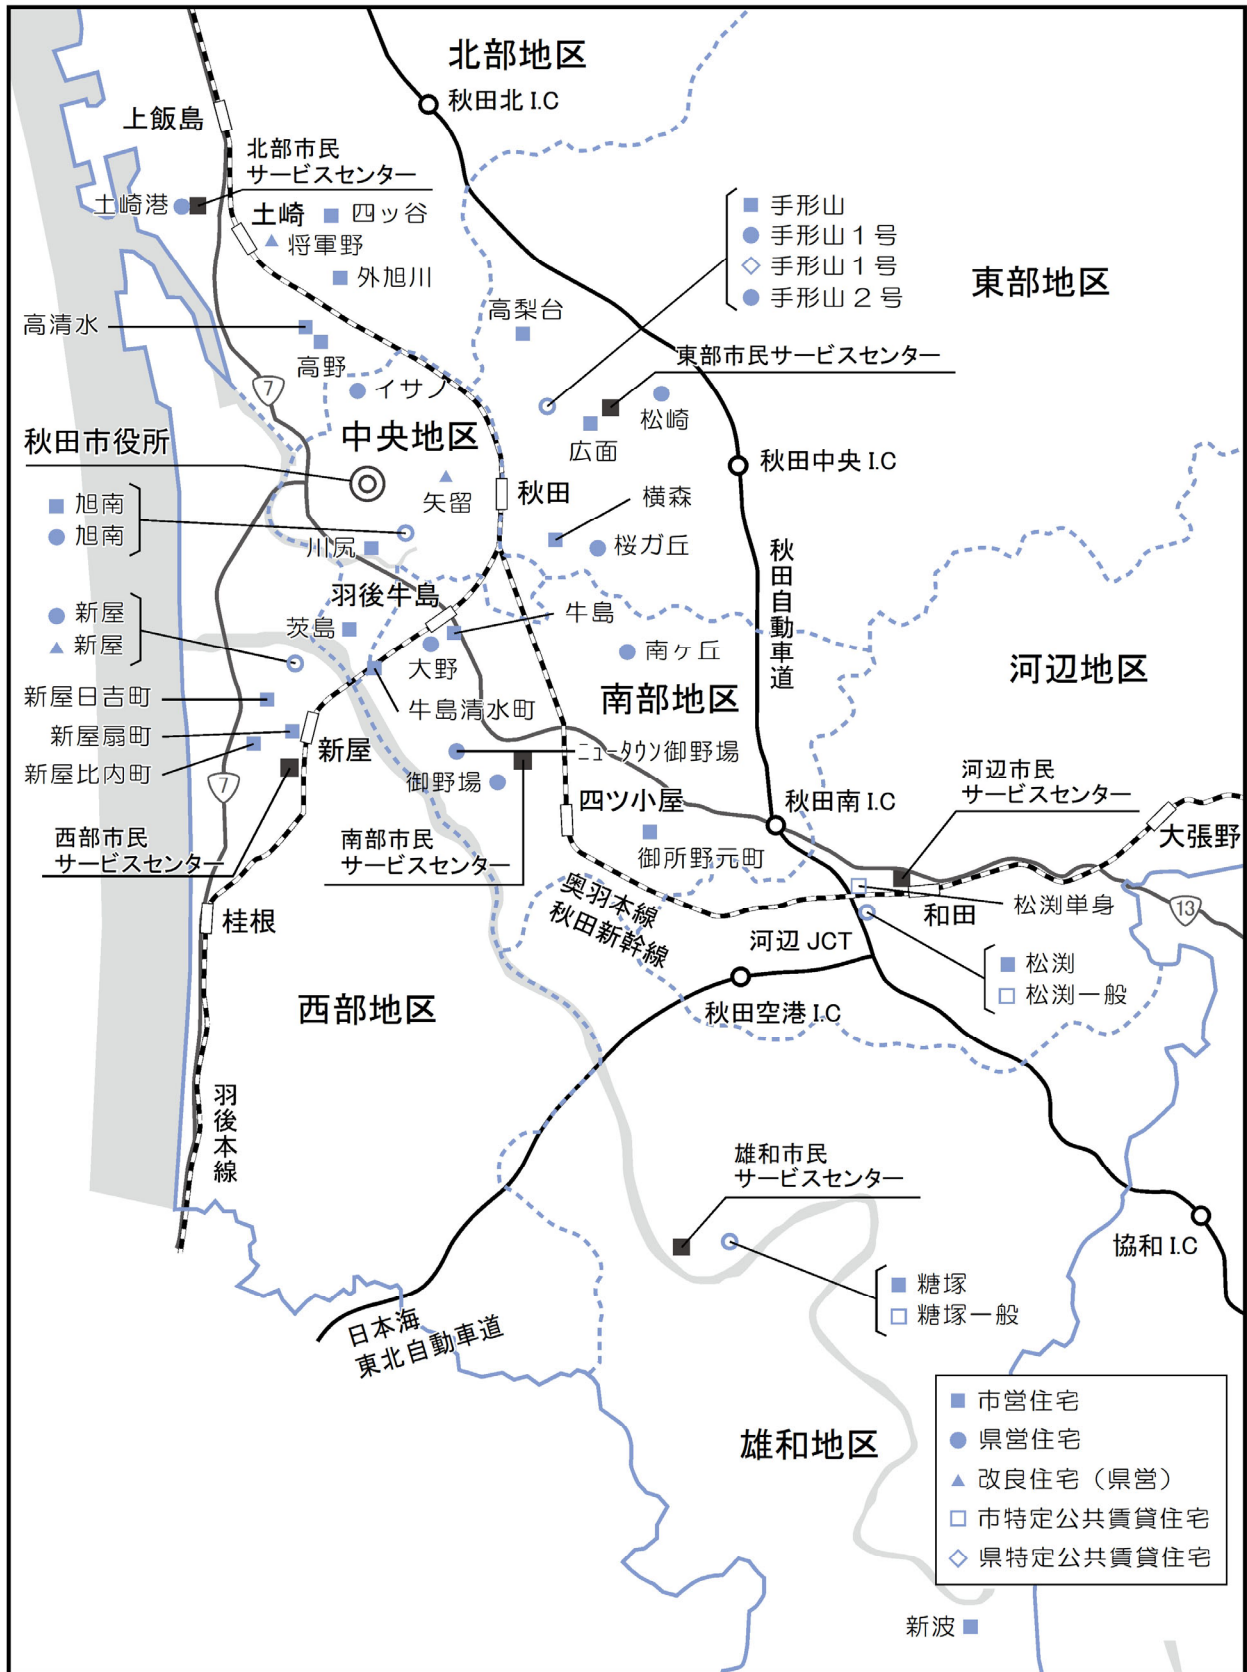 北部地区
秋田北 I.C
上飯島
北部市民
サービスセンター
土崎港
土崎
四ッ谷
将軍野
外旭川
手形山
手形山1号
手形山1号
手形山2号
東部地区
高梨台
高清水
高野
東部市民サービスセンター
イサノ
松崎
広面
7
中央地区
秋田市役所
秋田中央 I.C
矢留
秋田
横森
旭南
旭南
川尻
桜ガ丘
秋田自動車道
羽後牛島
新屋
新屋
茨島
牛島
大野
南ヶ丘
河辺地区
新屋日吉町
牛島清水町
南部地区
新屋扇町
新屋
新屋比内町
ニュータウン御野場
7
御野場
四ツ小屋
秋田南 I.C
河辺市民
サービスセンター
西部市民
サービスセンター
南部市民
サービスセンター
御所野元町
大張野
奥羽本線
秋田新幹線
桂根
和田
松渕単身
13
河辺 JCT
松渕
松渕一般
西部地区
秋田空港 I.C
羽後本線
雄和市民
サービスセンター
協和 I.C
糖塚
糖塚一般
日本海
東北自動車道
雄和地区
市営住宅
県営住宅
改良住宅（県営）
市特定公共賃貸住宅
県特定公共賃貸住宅
新波